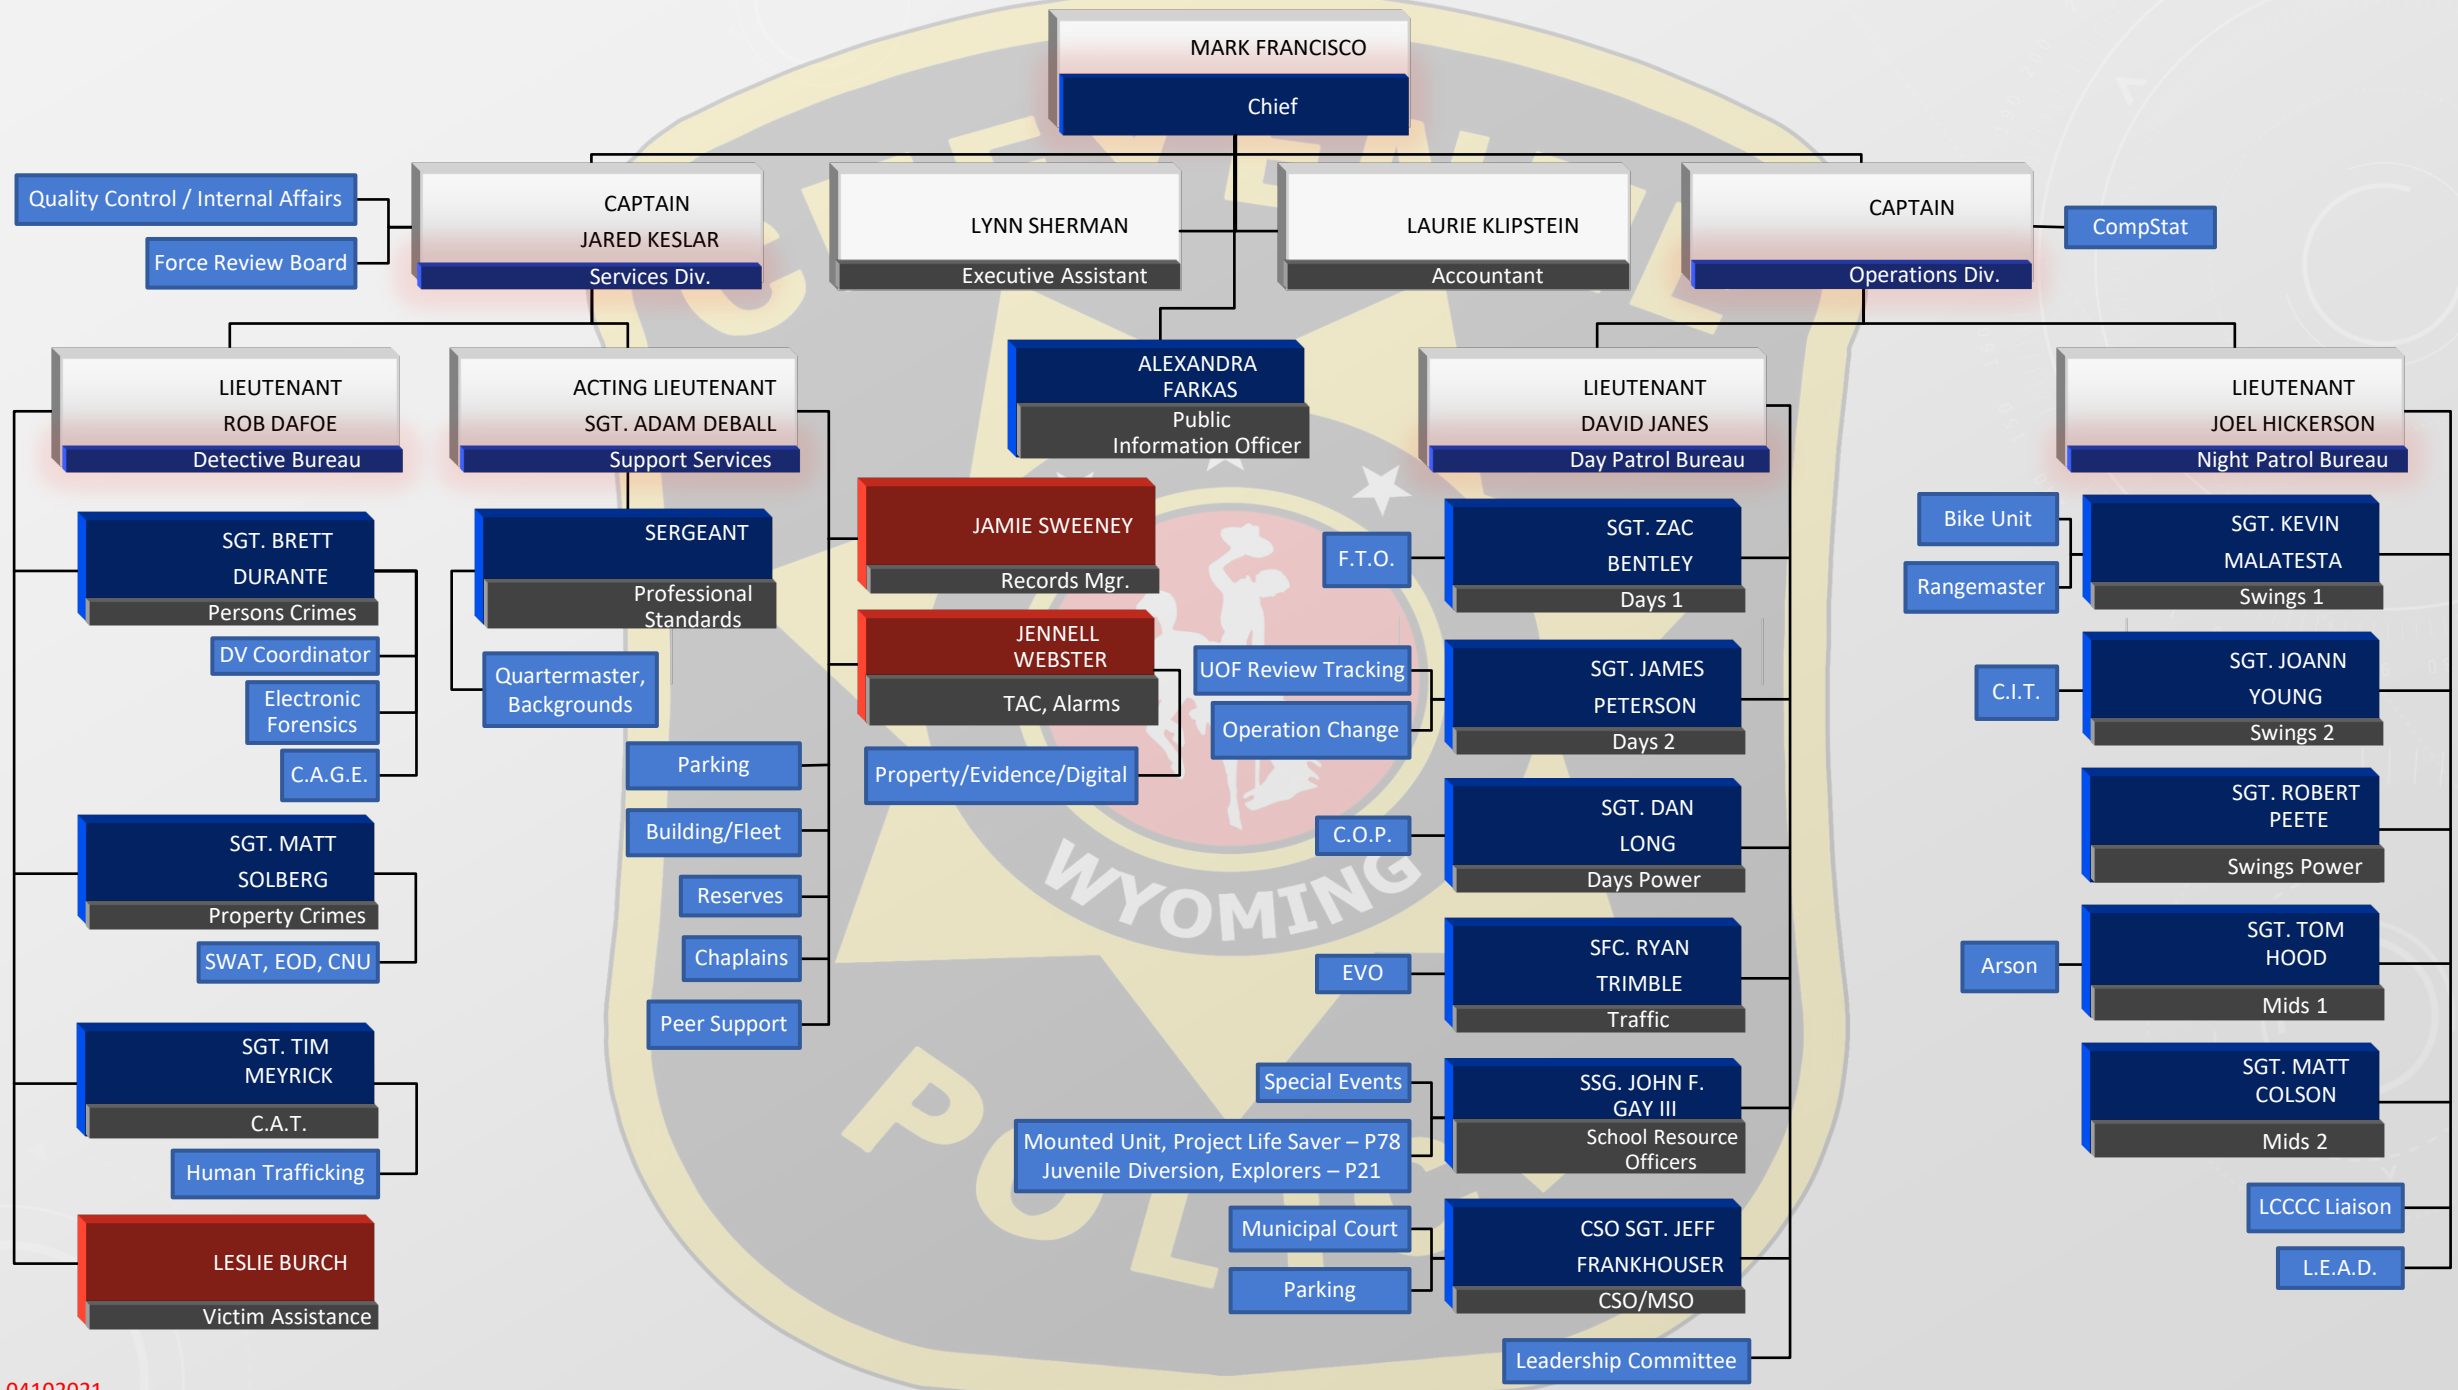 MARK FRANCISCO
Chief
Quality Control / Internal Affairs
Force Review Board
CAPTAIN
JARED KESLAR
Services Div.
LYNN SHERMAN
Executive Assistant
LAURIE KLIPSTEIN
Accountant
CAPTAIN
Operations Div.
CompStat
LIEUTENANT
ROB DAFOE
Detective Bureau
ACTING LIEUTENANT
SGT. ADAM DEBALL
Support Services
ALEXANDRA
FARKAS
Public
Information Officer
LIEUTENANT
DAVID JANES
Day Patrol Bureau
LIEUTENANT
JOEL HICKERSON
Night Patrol Bureau
SGT. BRETT
DURANTE
Persons Crimes
DV Coordinator
Electronic
Forensics
C.A.G.E.
SGT. MATT
SOLBERG
Property Crimes
SWAT, EOD, CNU
SGT. TIM
MEYRICK
C.A.T.
Human Trafficking
LESLIE BURCH
Victim Assistance
SERGEANT
Professional
Standards
Quartermaster,
Backgrounds
Parking
Building/Fleet
Reserves
Chaplains
Peer Support
JAMIE SWEENEY
Records Mgr.
JENNELL
WEBSTER
TAC, Alarms
Property/Evidence/Digital
F.T.O.
SGT. ZAC
BENTLEY
Days 1
UOF Review Tracking
Operation Change
SGT. JAMES
PETERSON
Days 2
C.O.P.
SGT. DAN
LONG
Days Power
EVO
SFC. RYAN
TRIMBLE
Traffic
Special Events
Mounted Unit, Project Life Saver – P78
Juvenile Diversion, Explorers – P21
SSG. JOHN F.
GAY III
School Resource
Officers
Municipal Court
Parking
CSO SGT. JEFF
FRANKHOUSER
CSO/MSO
Leadership Committee
Bike Unit
Rangemaster
SGT. KEVIN
MALATESTA
Swings 1
C.I.T.
SGT. JOANN
YOUNG
Swings 2
SGT. ROBERT
PEETE
Swings Power
Arson
SGT. TOM
HOOD
Mids 1
SGT. MATT
COLSON
Mids 2
LCCCC Liaison
L.E.A.D.
WYOMING
04102021